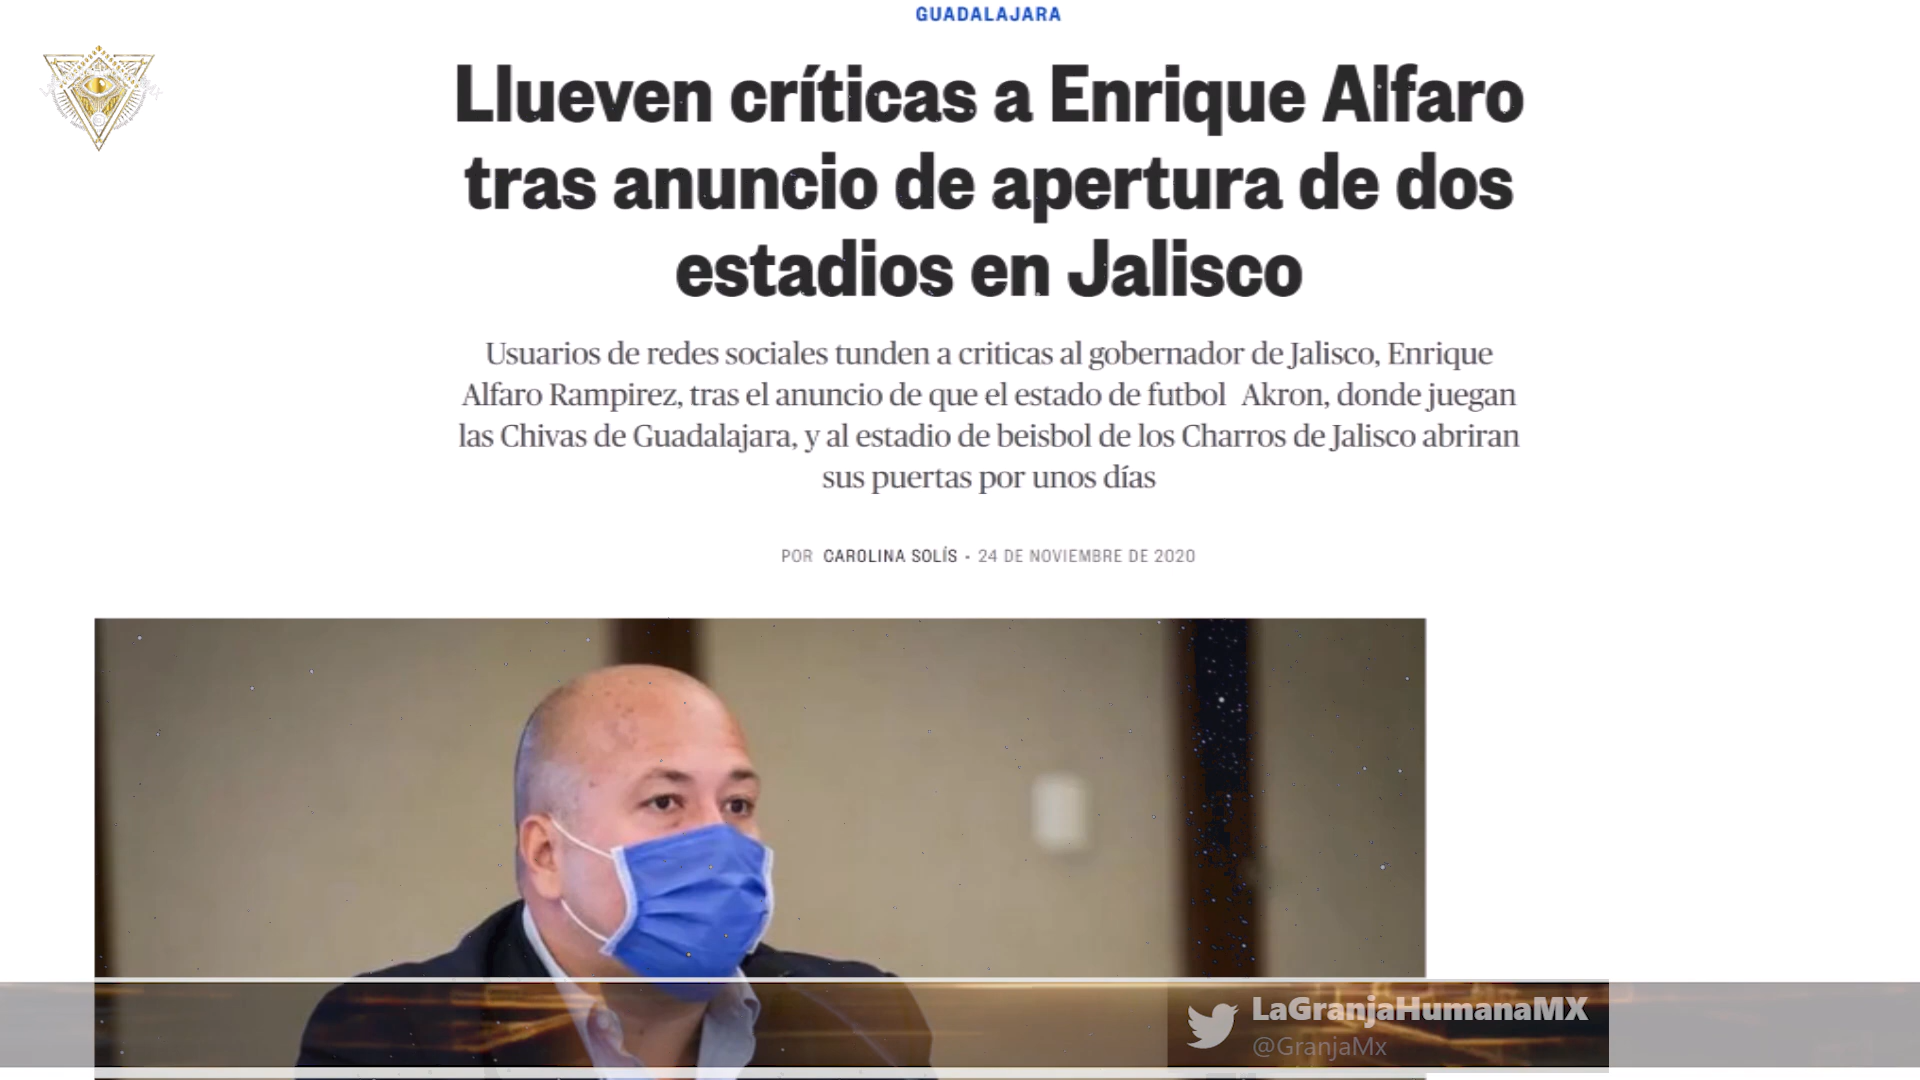 GUADALAJARA
Llueven críticas a Enrique Alfaro
tras anuncio de apertura de dos
estadios en Jalisco
Usuarios de redes sociales tunden a criticas al gobernador de Jalisco, Enrique
Alfaro Rampirez, tras el anuncio de que el estado de futbol Akron, donde juegan
las Chivas de Guadalajara, y al estadio de beisbol de los Charros de Jalisco abriran
sus puertas por unos días
POR CAROLINA SOLÍS - 24 DE NOVIEMBRE DE 2020
LaGranjaHumanaMX
@GranjaMx